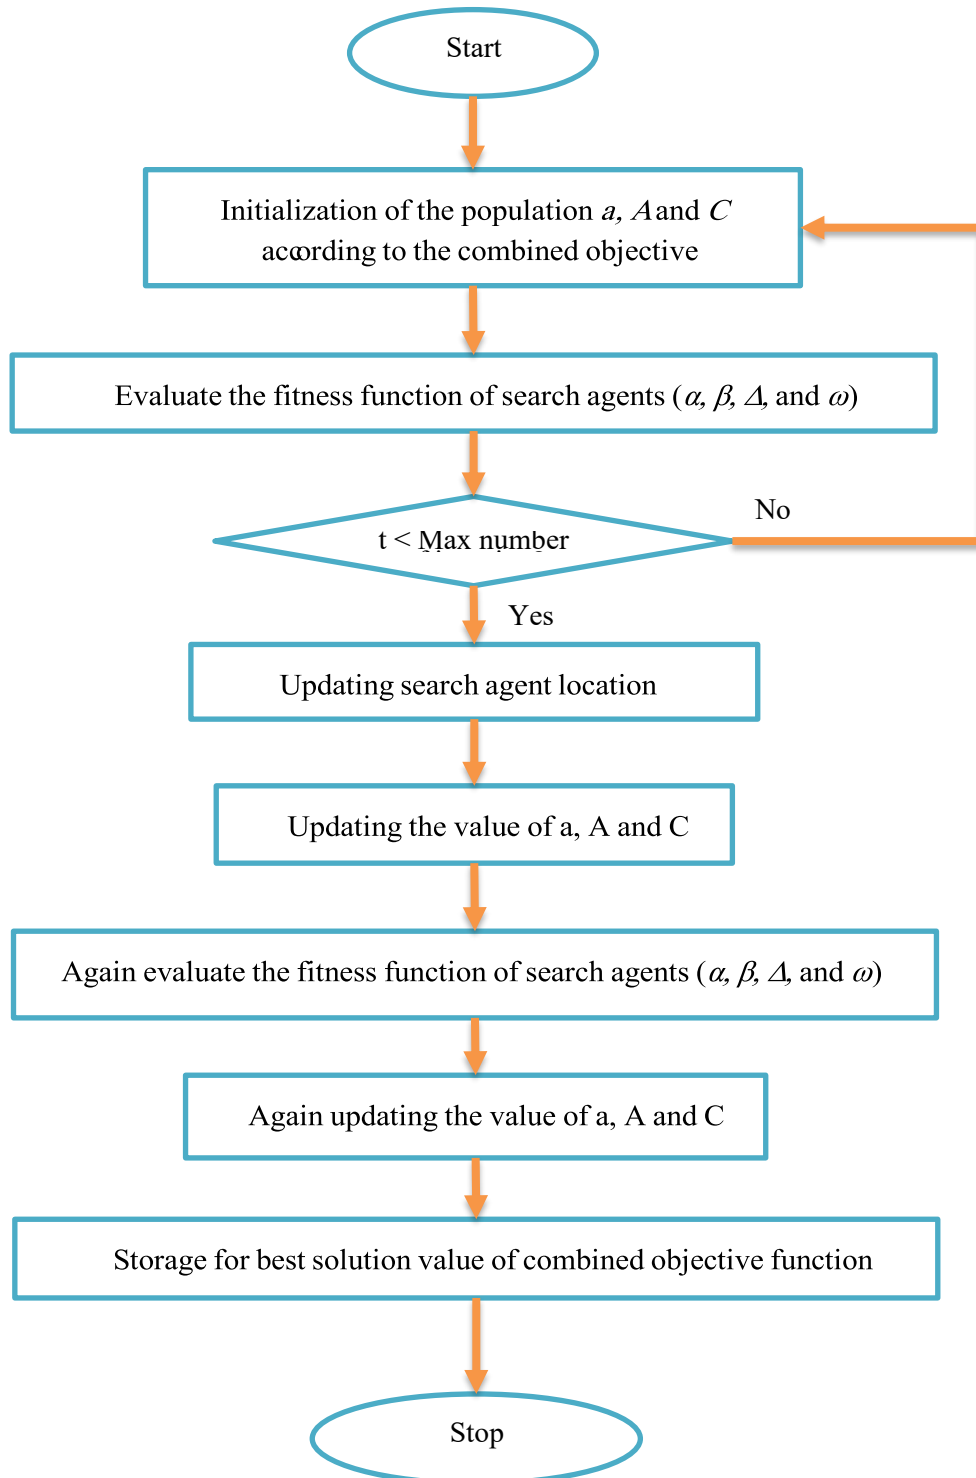 Start
Initialization of the population a, A and C
according to the combined objective
Evaluate the fitness function of search agents (α, β, Δ, and ω)
t < Max number
No
Yes
Updating search agent location
Updating the value of a, A and C
Again evaluate the fitness function of search agents (α, β, Δ, and ω)
Again updating the value of a, A and C
Storage for best solution value of combined objective function
Stop